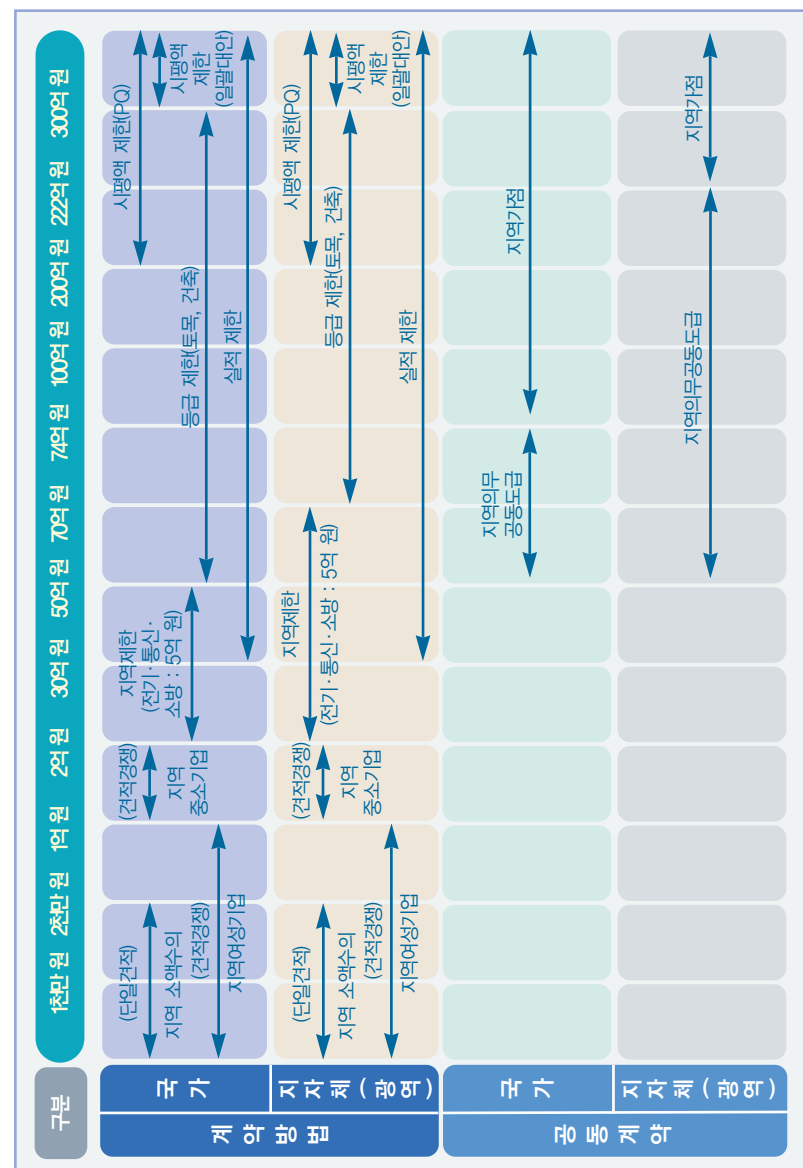 구분
1천만 원
2천만 원
1억 원
2억 원
30억 원
50억 원
70억 원
74억 원
100억 원
200억 원
222억 원
300억 원
계약방법
국가
(단일견적)
지역 소액수의
(견적경쟁)
지역여성기업
(견적경쟁)
지역
중소기업
지역제한
(전기·통신·
소방 : 5억 원)
등급 제한(토목, 건축)
실적 제한
시평액 제한(PQ)
시평액
제한
(일괄대안)
지자체(광역)
(단일견적)
지역 소액수의
(견적경쟁)
지역여성기업
(견적경쟁)
지역
중소기업
지역제한
(전기·통신·소방 : 5억 원)
등급 제한(토목, 건축)
실적 제한
시평액 제한(PQ)
시평액
제한
(일괄대안)
공동계약
국가
지역의무
공동도급
지역가점
지자체(광역)
지역의무공동도급
지역가점